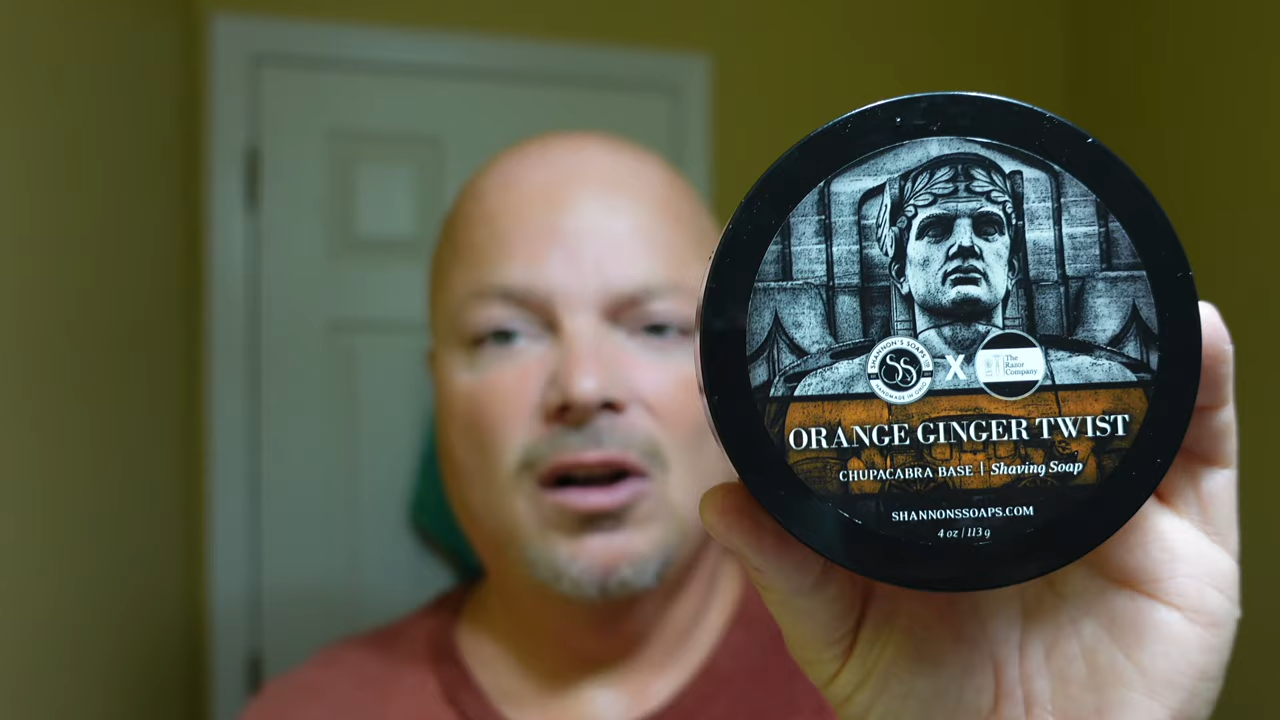 SHANNON'S SOAPS
SS
HANDMADE IN OHIO
X
The
Razor
Company
ORANGE GINGER TWIST
CHUPACABRA BASE | Shaving Soap
SHANNONSSOAPS.COM
4 oz / 113 g